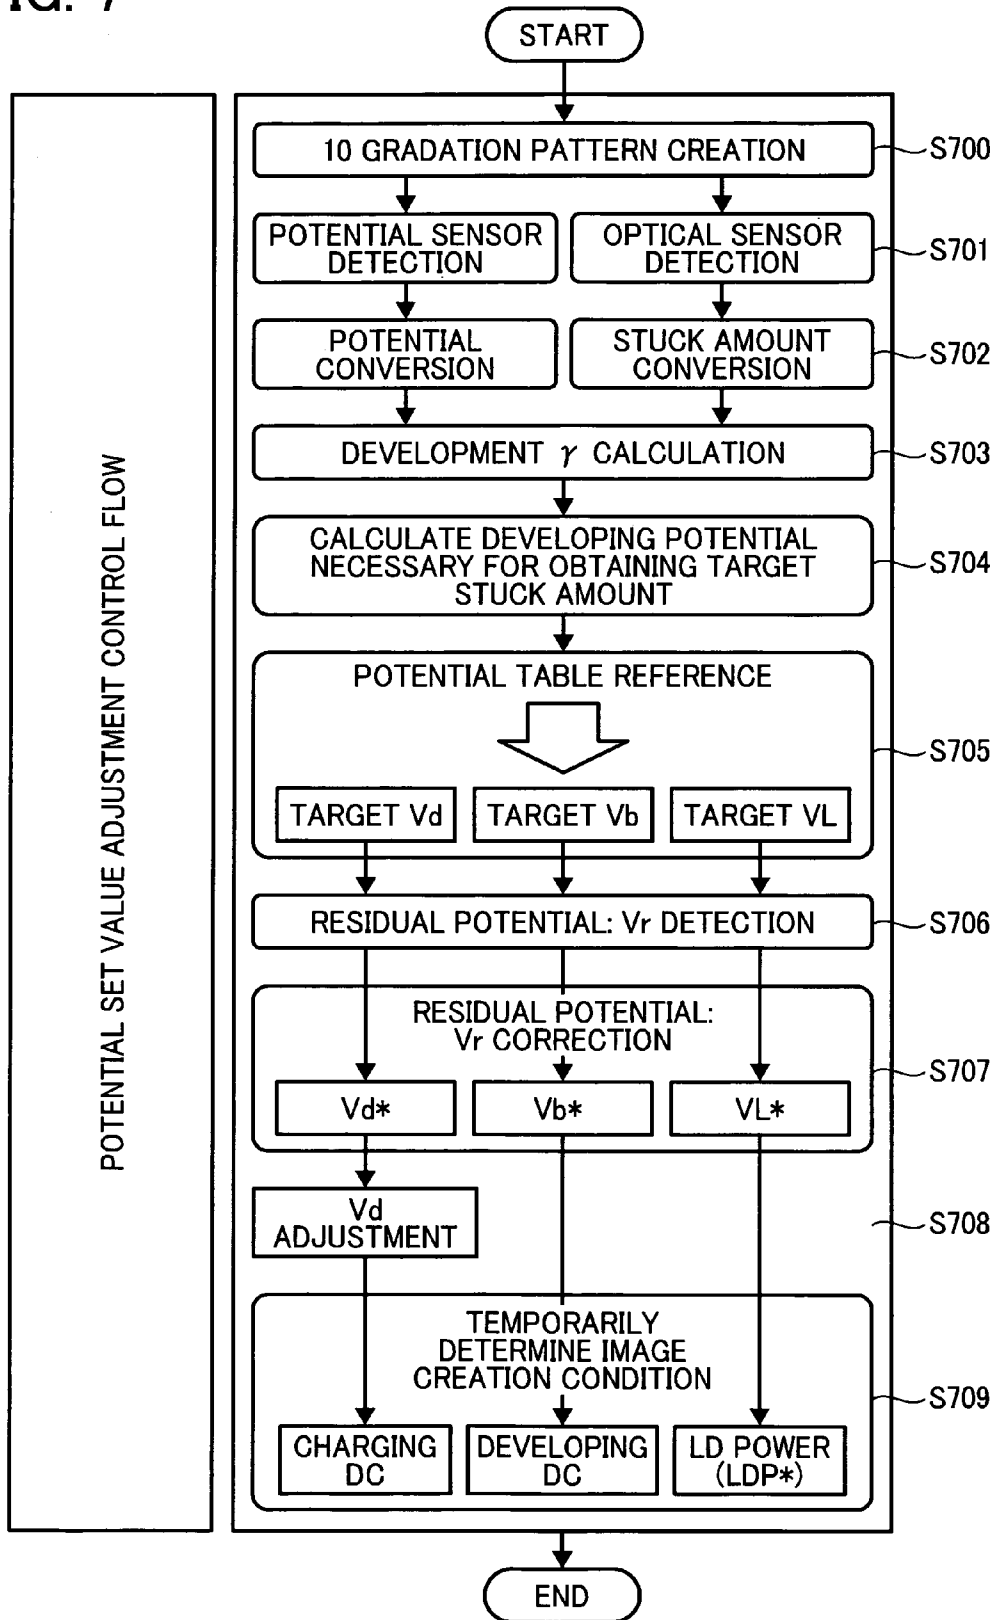 FIG. 7
START
10 GRADATION PATTERN CREATION
S700
POTENTIAL SENSOR
DETECTION
OPTICAL SENSOR
DETECTION
S701
POTENTIAL
CONVERSION
STUCK AMOUNT
CONVERSION
S702
DEVELOPMENT γ CALCULATION
S703
CALCULATE DEVELOPING POTENTIAL
NECESSARY FOR OBTAINING TARGET
STUCK AMOUNT
S704
POTENTIAL TABLE REFERENCE
S705
TARGET Vd
TARGET Vb
TARGET VL
RESIDUAL POTENTIAL: Vr DETECTION
S706
RESIDUAL POTENTIAL:
Vr CORRECTION
S707
Vd*
Vb*
VL*
Vd
ADJUSTMENT
S708
TEMPORARILY
DETERMINE IMAGE
CREATION CONDITION
S709
CHARGING
DC
DEVELOPING
DC
LD POWER
(LDP*)
END
POTENTIAL SET VALUE ADJUSTMENT CONTROL FLOW